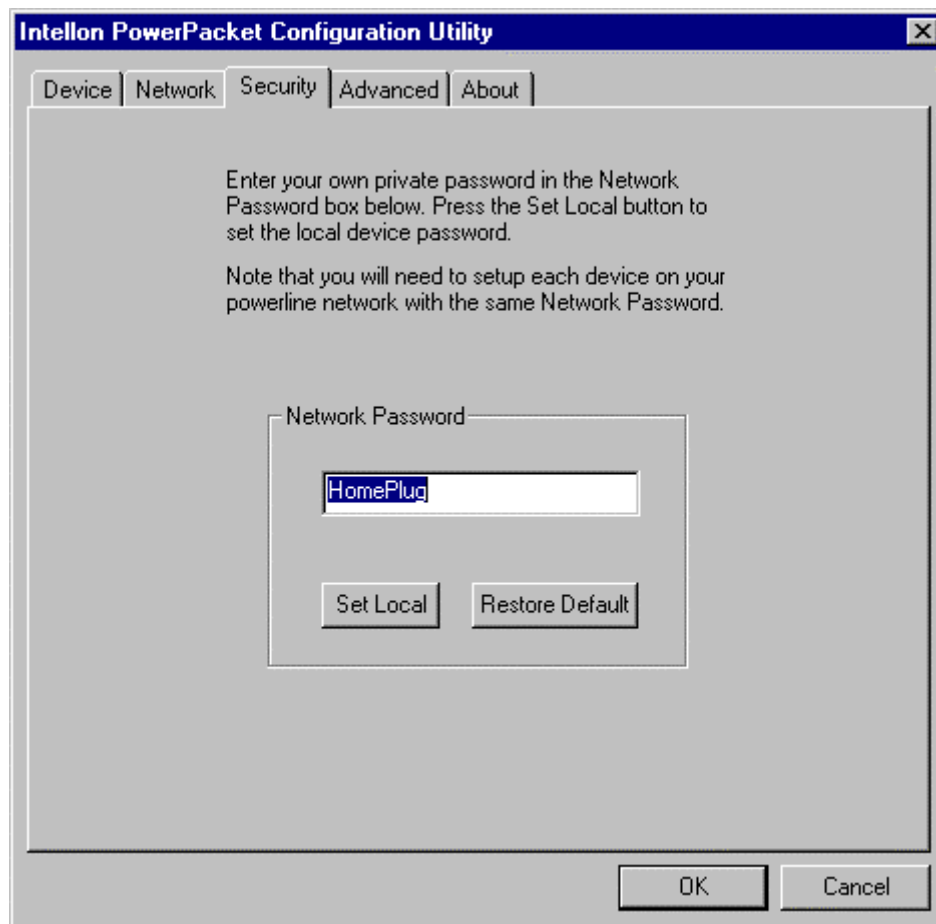 Intellon PowerPacket Configuration Utility
Device Network Security Advanced About
Enter your own private password in the Network
Password box below. Press the Set Local button to
set the local device password.
Note that you will need to setup each device on your
powerline network with the same Network Password.
Network Password
HomePlug
Set Local Restore Default
OK Cancel